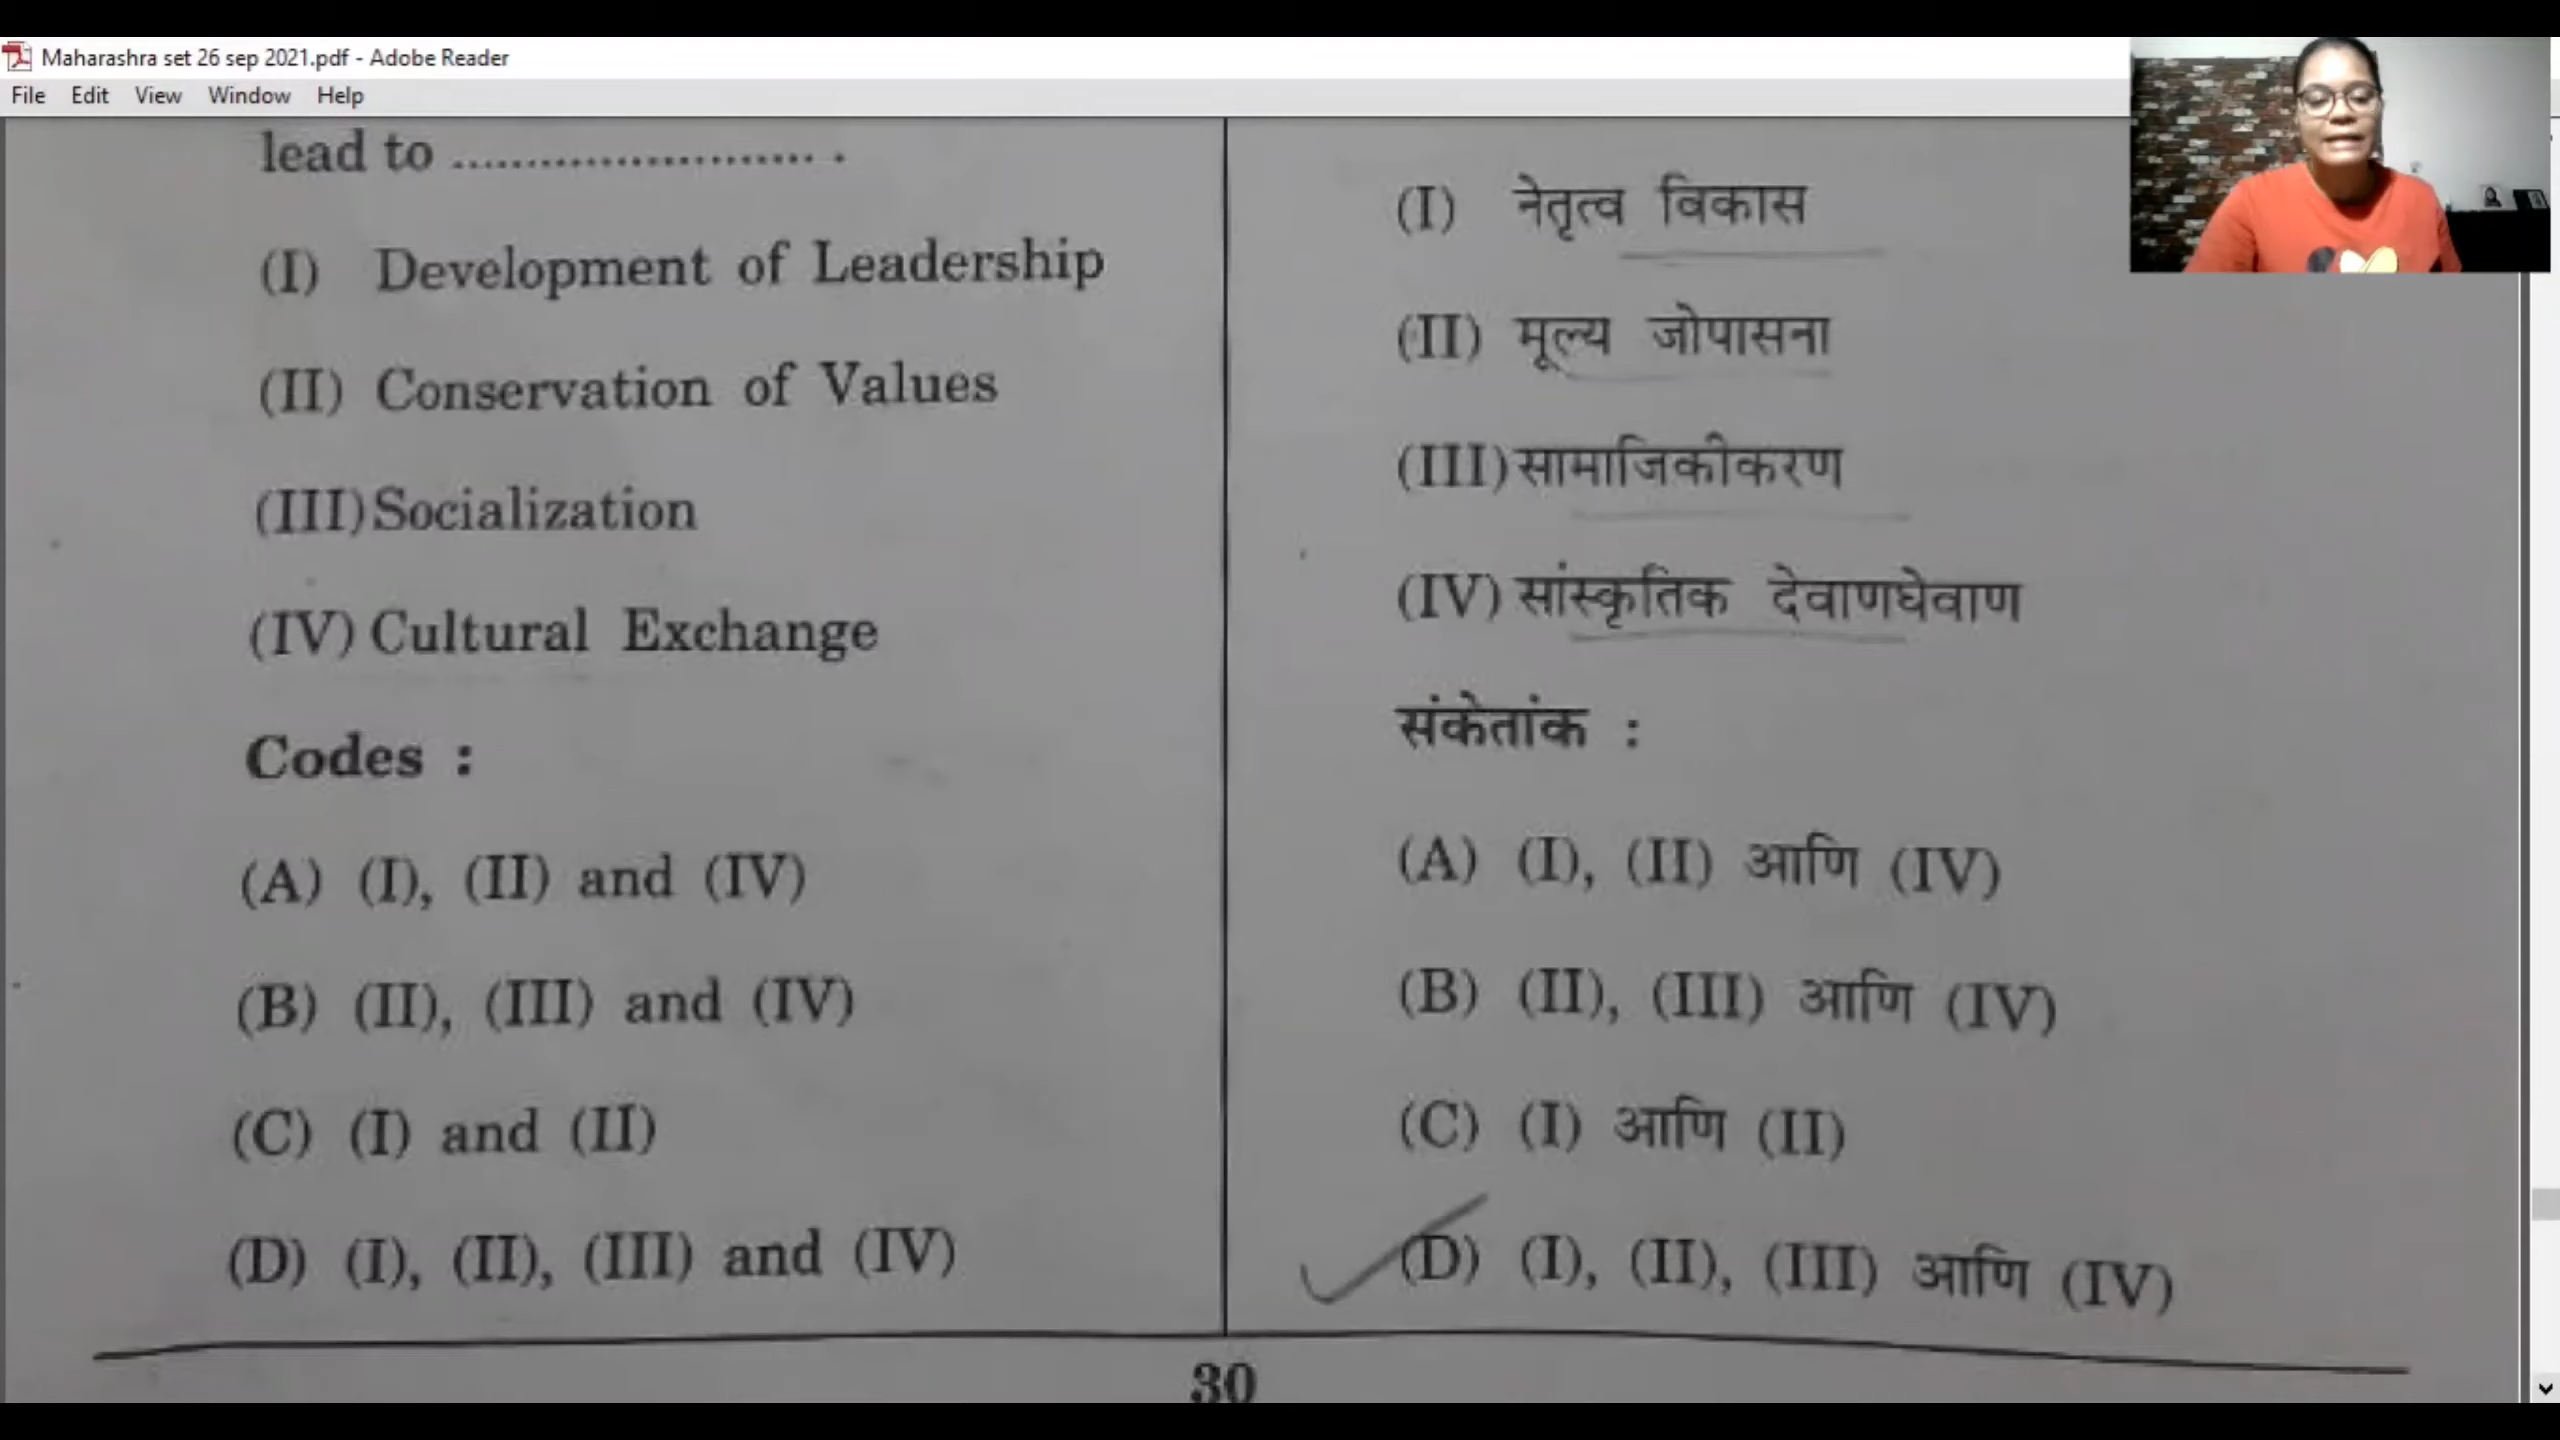 Maharashra set 26 sep 2021.pdf - Adobe Reader
File Edit View Window Help
lead to ........................ .
(I) Development of Leadership
(II) Conservation of Values
(III) Socialization
(IV) Cultural Exchange
Codes :
(A) (I), (II) and (IV)
(B) (II), (III) and (IV)
(C) (I) and (II)
(D) (I), (II), (III) and (IV)
(I) नेतृत्व विकास
(II) मूल्य जोपासना
(III) सामाजिकीकरण
(IV) सांस्कृतिक देवाणघेवाण
संकेतांक :
(A) (I), (II) आणि (IV)
(B) (II), (III) आणि (IV)
(C) (I) आणि (II)
(D) (I), (II), (III) आणि (IV)
30